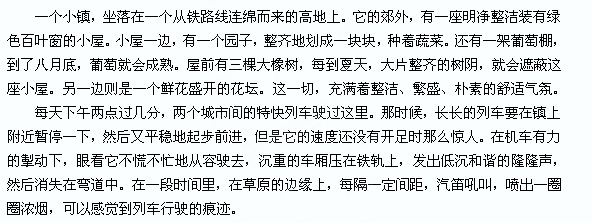 一个小镇，坐落在一个从铁路线连绵而来的高地上。它的郊外，有一座明净整洁装有绿
色百叶窗的小屋。小屋一边，有一个园子，整齐地划成一块块，种着蔬菜。还有一架葡萄棚，
到了八月底，葡萄就会成熟。屋前有三棵大橡树，每到夏天，大片整齐的树阴，就会遮蔽这
座小屋。另一边则是一个鲜花盛开的花坛。这一切，充满着整洁、繁盛、朴素的舒适气氛。
每天下午两点过几分，两个城市间的特快列车驶过这里。那时候，长长的列车要在镇上
附近暂停一下，然后又平稳地起步前进，但是它的速度还没有开足时那么惊人。在机车有力
的掣动下，眼看它不慌不忙地从容驶去，沉重的车厢压在铁轨上，发出低沉和谐的隆隆声，
然后消失在弯道中。在一段时间里，在草原的边缘上，每隔一定间距，汽笛吼叫，喷出一圈
圈浓烟，可以感觉到列车行驶的痕迹。